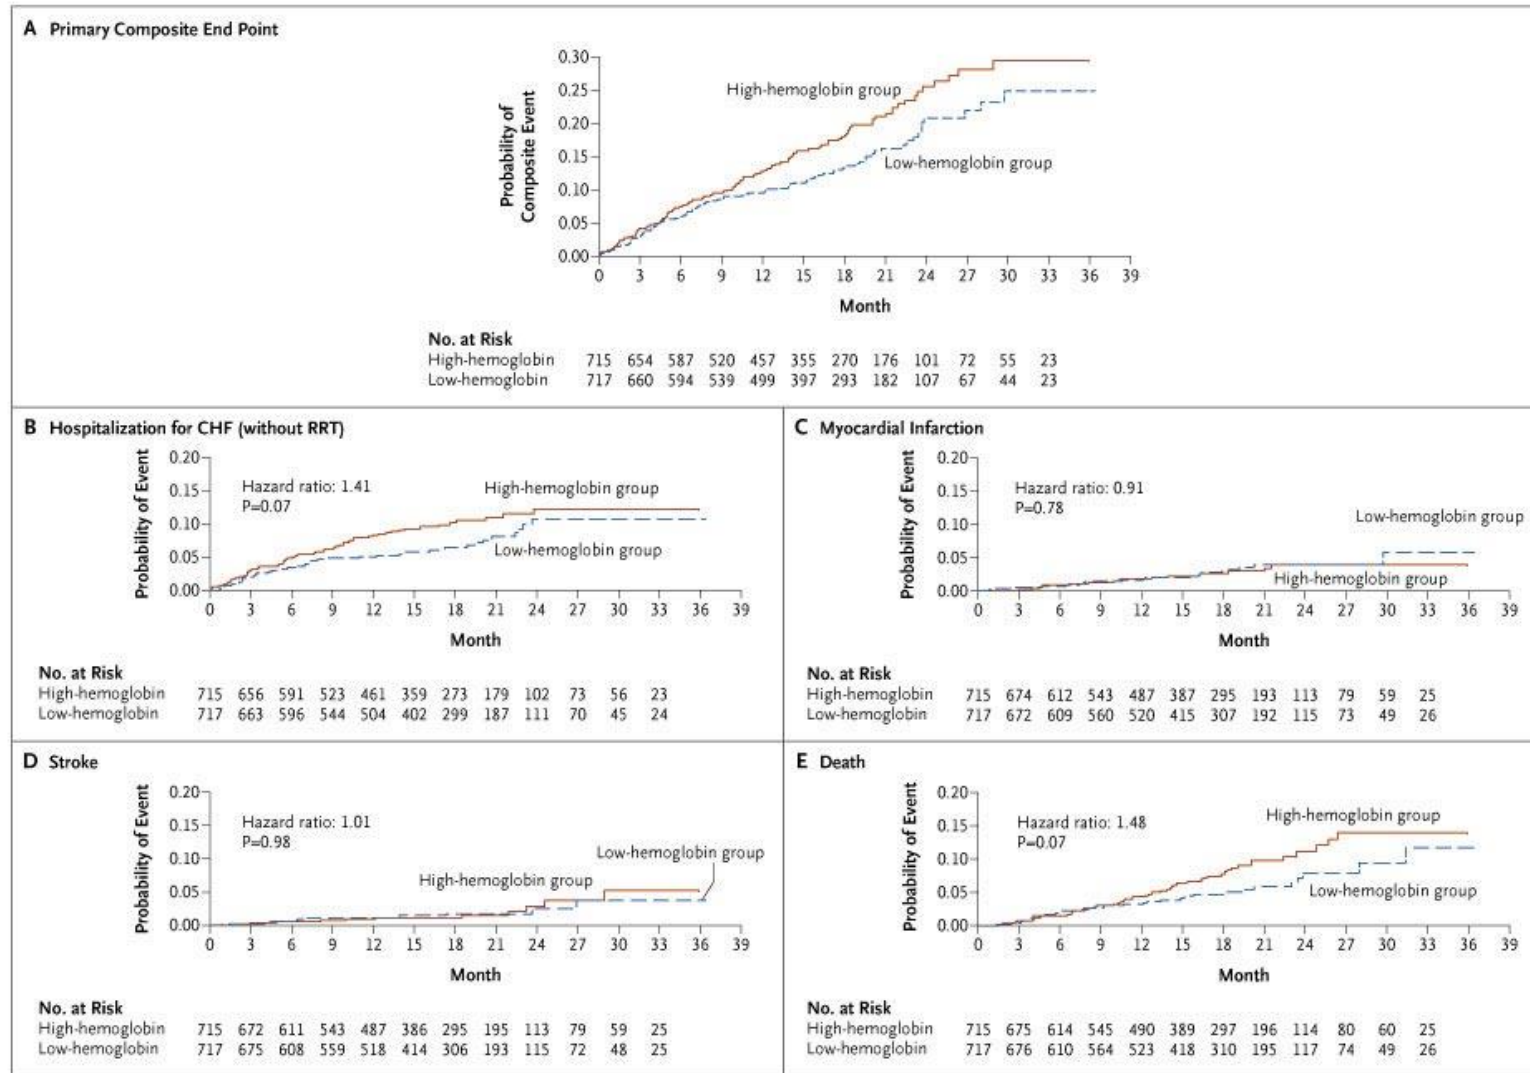 A Primary Composite End Point
Probability of
Composite Event
0.30
0.25
0.20
0.15
0.10
0.05
0.00
High-hemoglobin group
Low-hemoglobin group
0 3 6 9 12 15 18 21 24 27 30 33 36 39
Month
No. at Risk
High-hemoglobin 715 654 587 520 457 355 270 176 101 72 55 23
Low-hemoglobin 717 660 594 539 499 397 293 182 107 67 44 23
B Hospitalization for CHF (without RRT)
Probability of Event
0.20
0.15
0.10
0.05
0.00
Hazard ratio: 1.41
P=0.07
High-hemoglobin group
Low-hemoglobin group
0 3 6 9 12 15 18 21 24 27 30 33 36 39
Month
No. at Risk
High-hemoglobin 715 656 591 523 461 359 273 179 102 73 56 23
Low-hemoglobin 717 663 596 544 504 402 299 187 111 70 45 24
C Myocardial Infarction
Probability of Event
0.20
0.15
0.10
0.05
0.00
Hazard ratio: 0.91
P=0.78
Low-hemoglobin group
High-hemoglobin group
0 3 6 9 12 15 18 21 24 27 30 33 36 39
Month
No. at Risk
High-hemoglobin 715 674 612 543 487 387 295 193 113 79 59 25
Low-hemoglobin 717 672 609 560 520 415 307 192 115 73 49 26
D Stroke
Probability of Event
0.20
0.15
0.10
0.05
0.00
Hazard ratio: 1.01
P=0.98
Low-hemoglobin group
High-hemoglobin group
0 3 6 9 12 15 18 21 24 27 30 33 36 39
Month
No. at Risk
High-hemoglobin 715 672 611 543 487 386 295 195 113 79 59 25
Low-hemoglobin 717 675 608 559 518 414 306 193 115 72 48 25
E Death
Probability of Event
0.20
0.15
0.10
0.05
0.00
Hazard ratio: 1.48
P=0.07
High-hemoglobin group
Low-hemoglobin group
0 3 6 9 12 15 18 21 24 27 30 33 36 39
Month
No. at Risk
High-hemoglobin 715 675 614 545 490 389 297 196 114 80 60 25
Low-hemoglobin 717 676 610 564 523 418 310 195 117 74 49 26